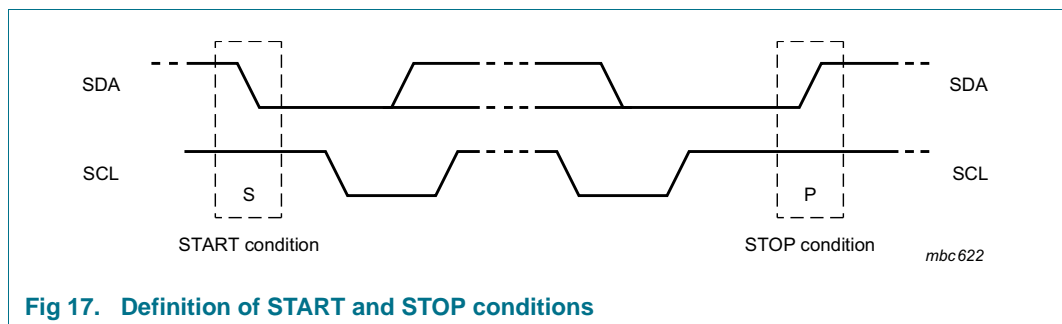 SDA
SDA
SCL
SCL
S
P
START condition
STOP condition
mbc622
Fig 17. Definition of START and STOP conditions